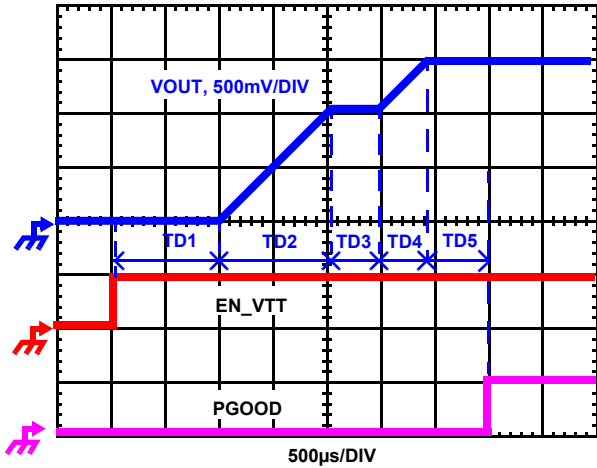 VOUT, 500mV/DIV
TD1 TD2 TD3 TD4 TD5
EN_VTT
PGOOD
500µs/DIV